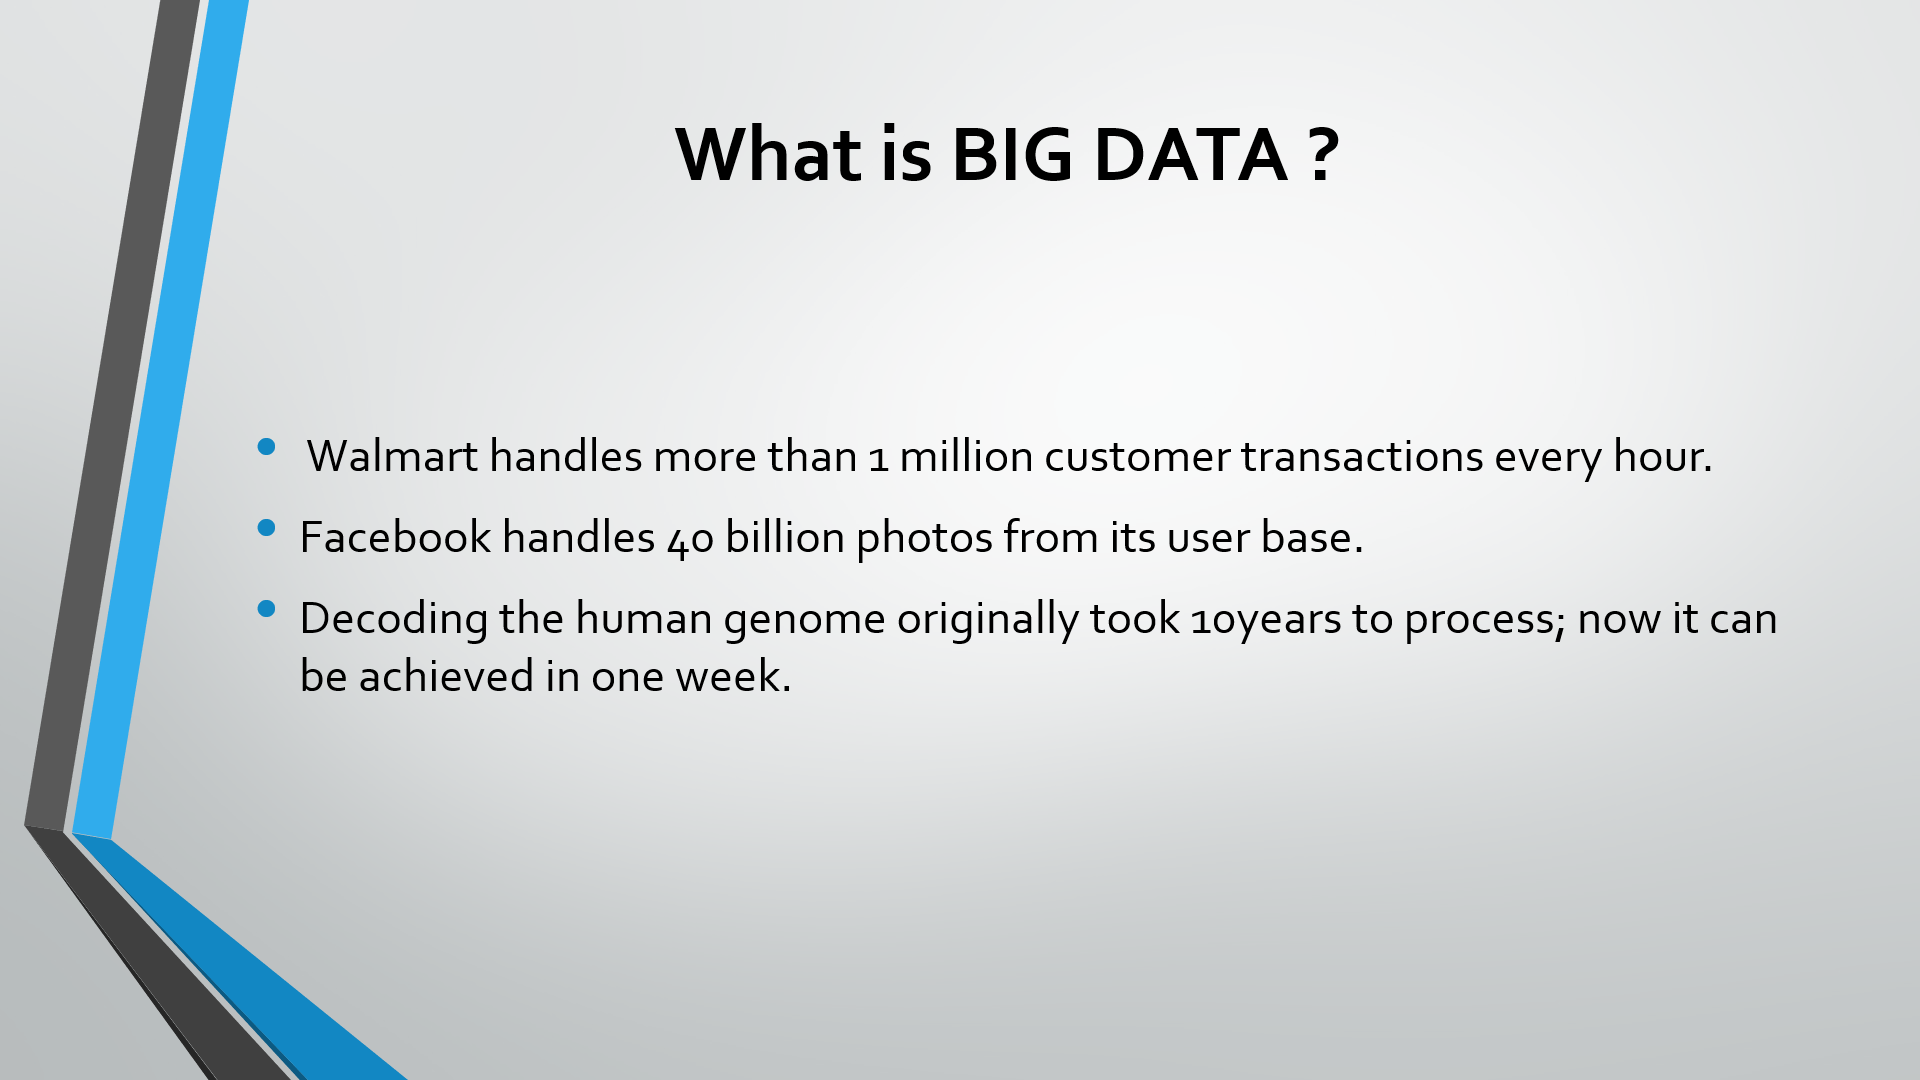 What is BIG DATA ?
• Walmart handles more than 1 million customer transactions every hour.
• Facebook handles 40 billion photos from its user base.
• Decoding the human genome originally took 10years to process; now it can
be achieved in one week.